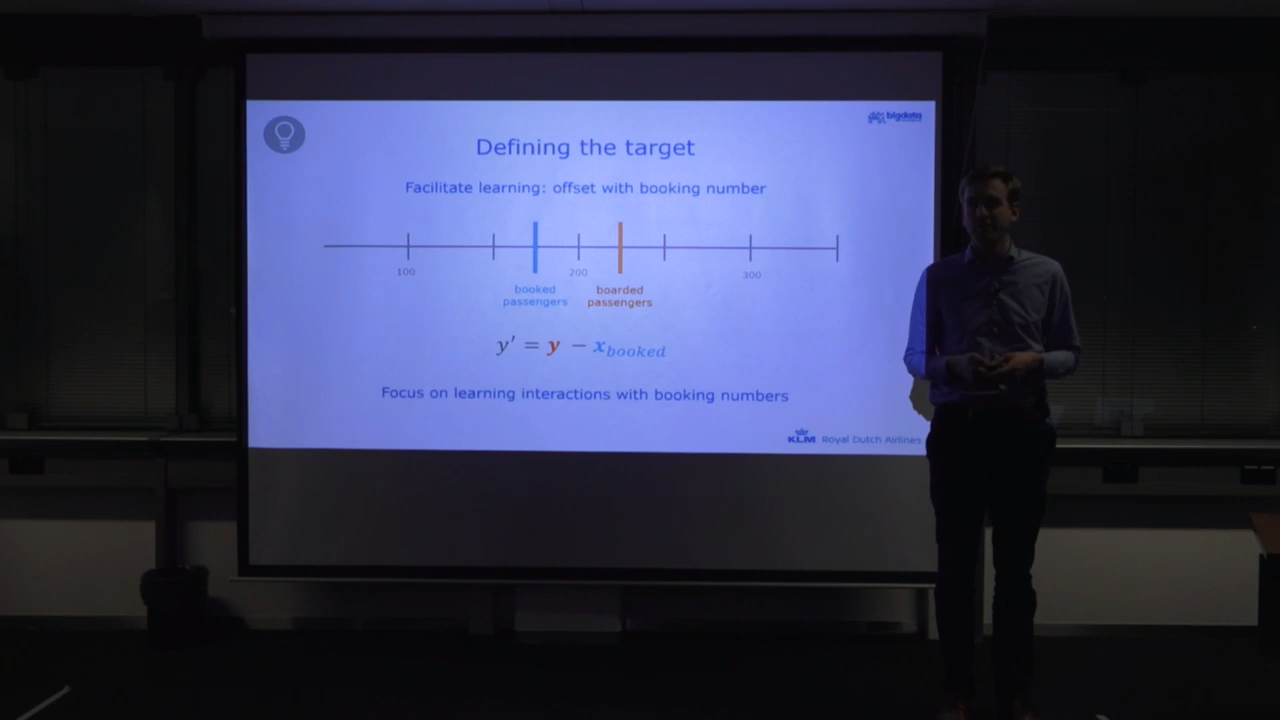 bigdata
Defining the target
Facilitate learning: offset with booking number
100
200
300
booked
passengers
boarded
passengers
y' = y − x_booked
Focus on learning interactions with booking numbers
KLM Royal Dutch Airlines